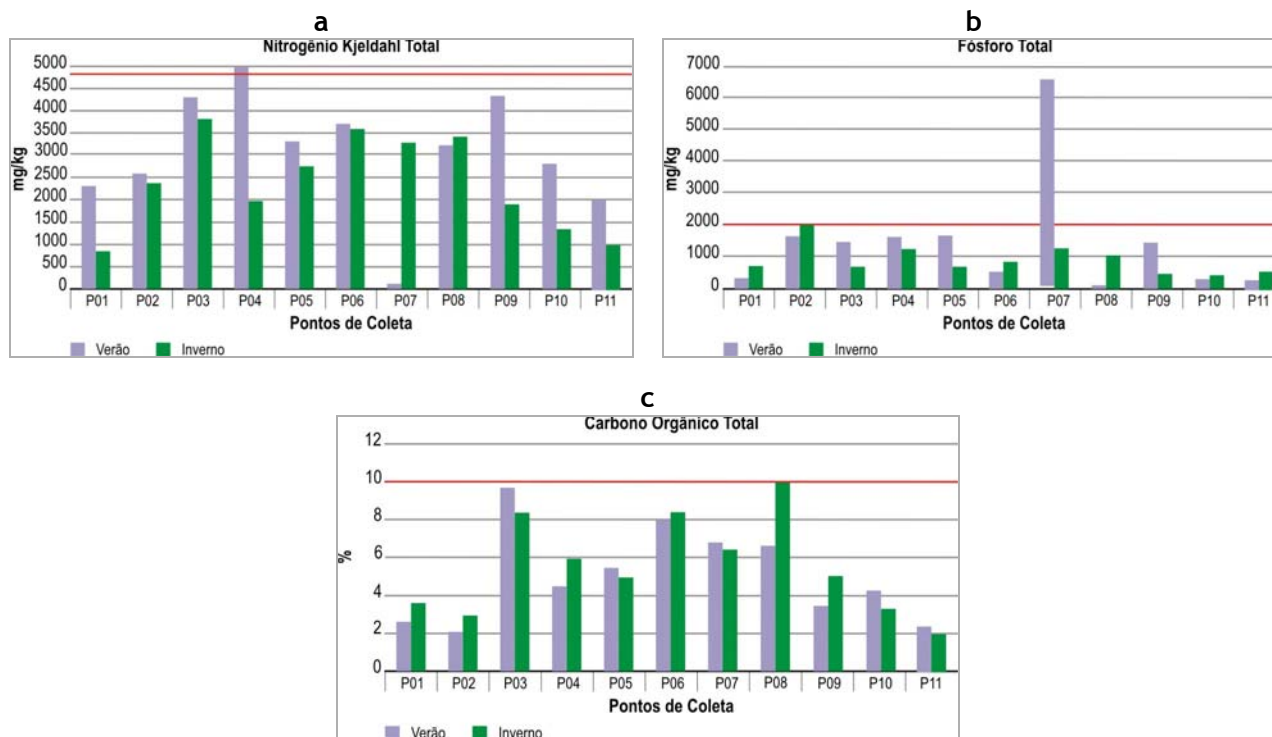 a
Nitrogênio Kjeldahl Total
5000
4500
4000
3500
3000
2500
2000
1500
1000
500
0
mg/kg
P01 P02 P03 P04 P05 P06 P07 P08 P09 P10 P11
Pontos de Coleta
Verão Inverno
b
Fósforo Total
7000
6000
5000
4000
3000
2000
1000
0
mg/kg
P01 P02 P03 P04 P05 P06 P07 P08 P09 P10 P11
Pontos de Coleta
Verão Inverno
c
Carbono Orgânico Total
12
10
8
6
4
2
0
%
P01 P02 P03 P04 P05 P06 P07 P08 P09 P10 P11
Pontos de Coleta
Verão Inverno